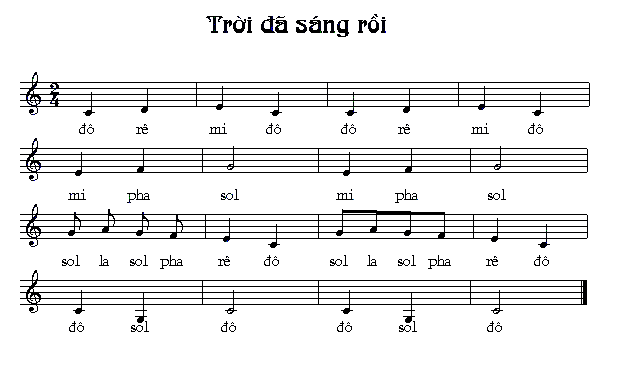 Trời đã sáng rồi
2
4
đô rê mi đô đô rê mi đô
mi pha sol mi pha sol
sol la sol pha rê đô sol la sol pha rê đô
đô sol đô đô sol đô